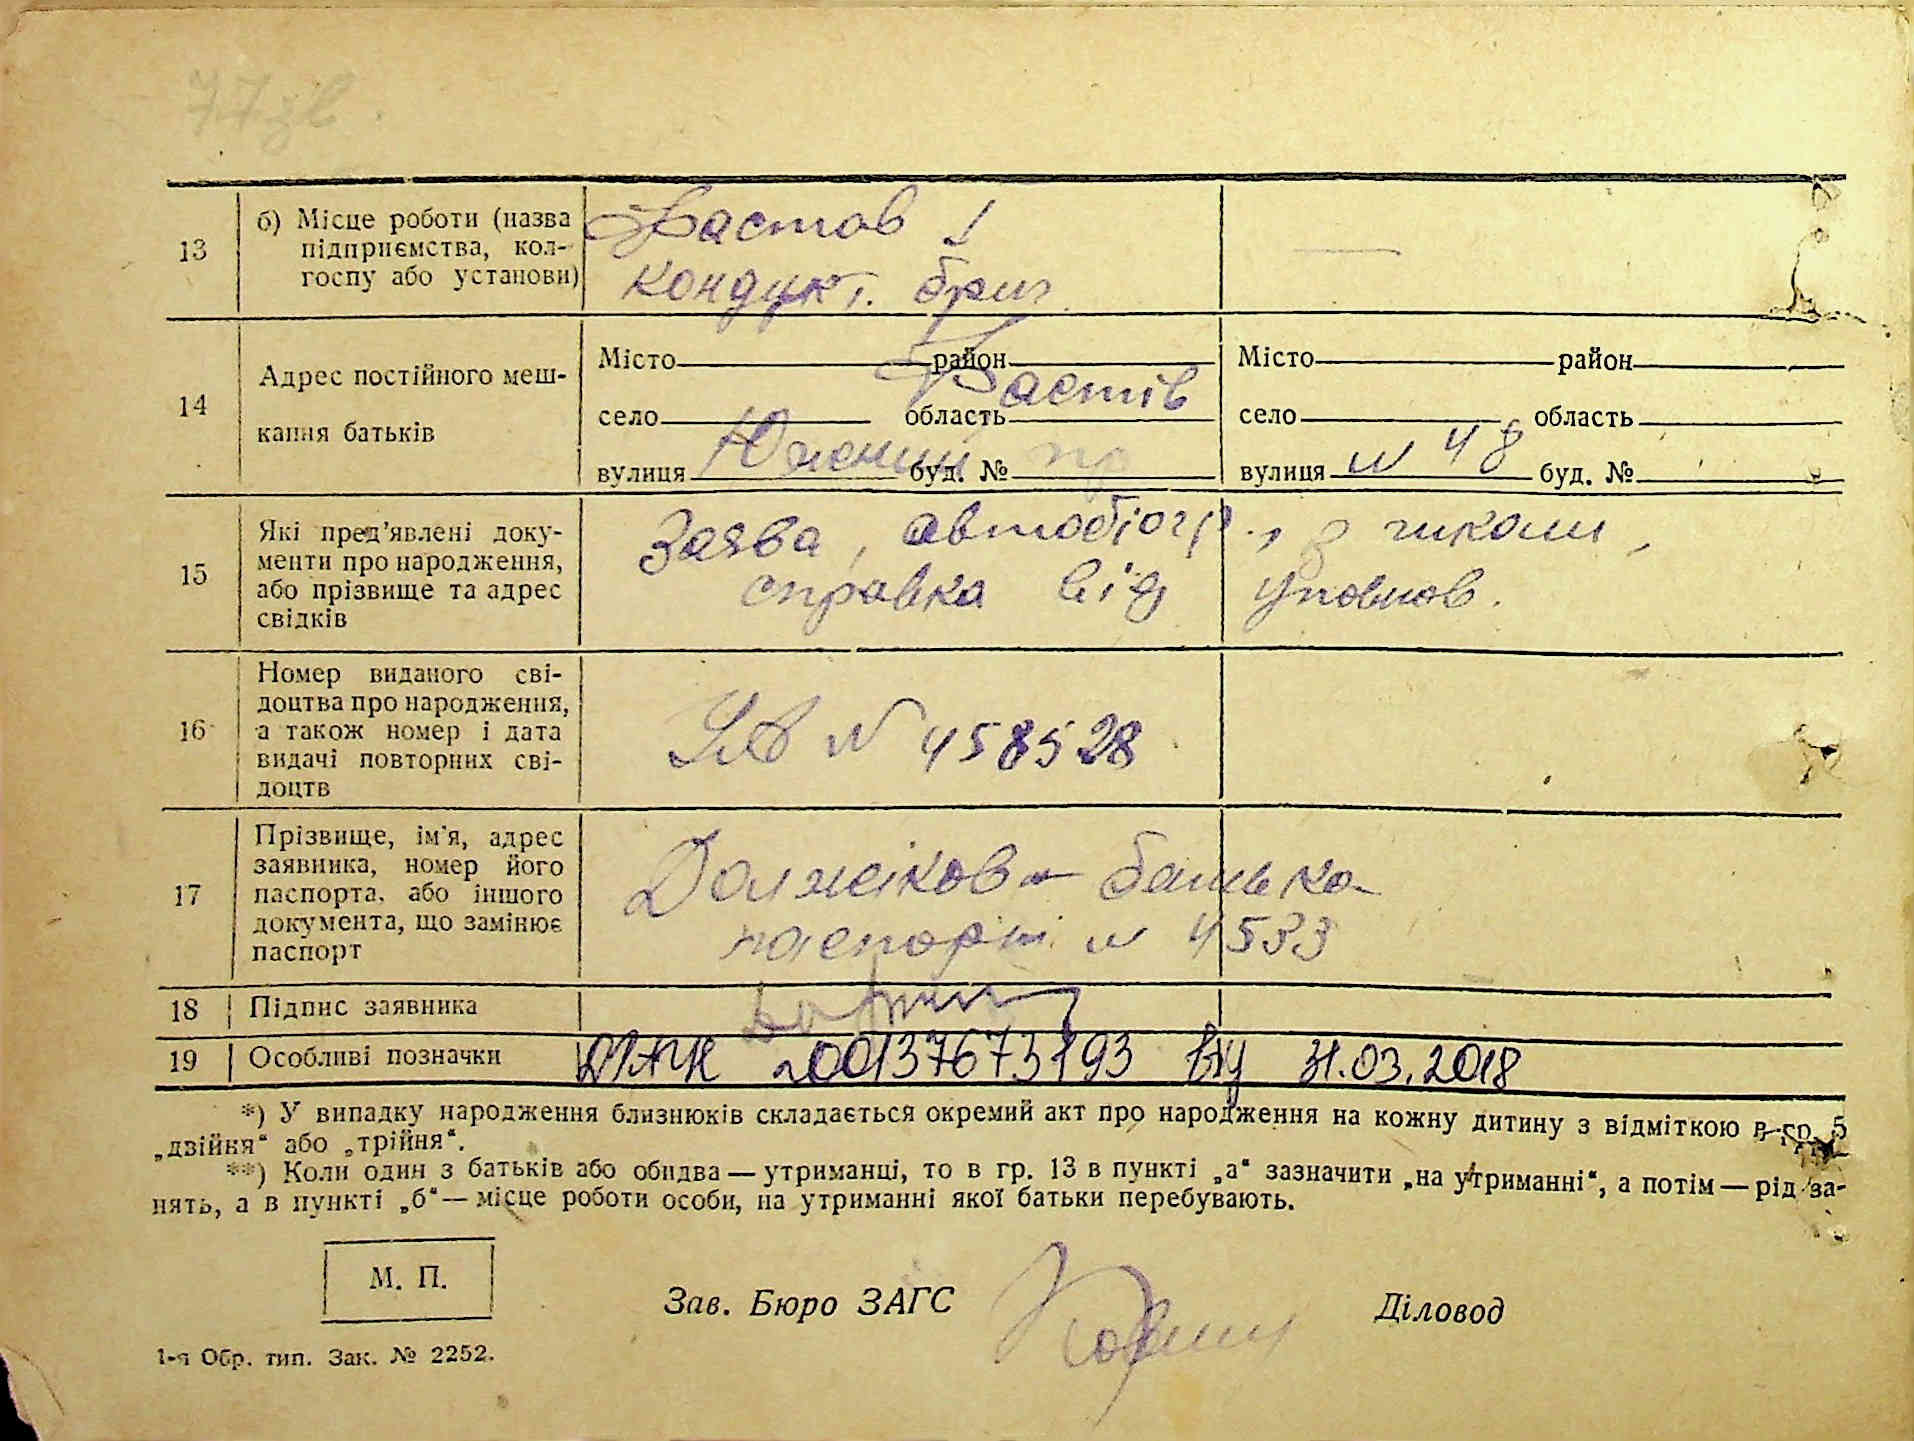 77 зв.
13
б) Місце роботи (назва
підприємства, кол-
госпу або установи)
Фастов
кондукт. бриг
14
Адрес постійного меш-
кання батьків
Місто район Місто район
Фастів
село область село область
вулиця Южний буд. № пр вулиця № 48 буд. №
15
Які пред'явлені доку-
менти про народження,
або прізвище та адрес
свідків
Заява, автобіогр., з школи,
справка від уповнов.
16
Номер виданого сві-
доцтва про народження,
а також номер і дата
видачі повторних сві-
доцтв
№ 458528
17
Прізвище, ім'я, адрес
заявника, номер його
паспорта, або іншого
документа, що замінює
паспорт
Должіков – батько
паспорт № 4533
18 Підпис заявника
19 Особливі позначки
ДРАЦС 200137673193 від 31.03.2018
*) У випадку народження близнюків складається окремий акт про народження на кожну дитину з відміткою в гр. 5
„двійня“ або „трійня“.
**) Коли один з батьків або обидва — утриманці, то в гр. 13 в пункті „а“ зазначити „на утриманні“, а потім — рід за-
нять, а в пункті „б“ — місце роботи особи, на утриманні якої батьки перебувають.
М. П.
Зав. Бюро ЗАГС Діловод
1-я Обр. тип. Зак. № 2252.